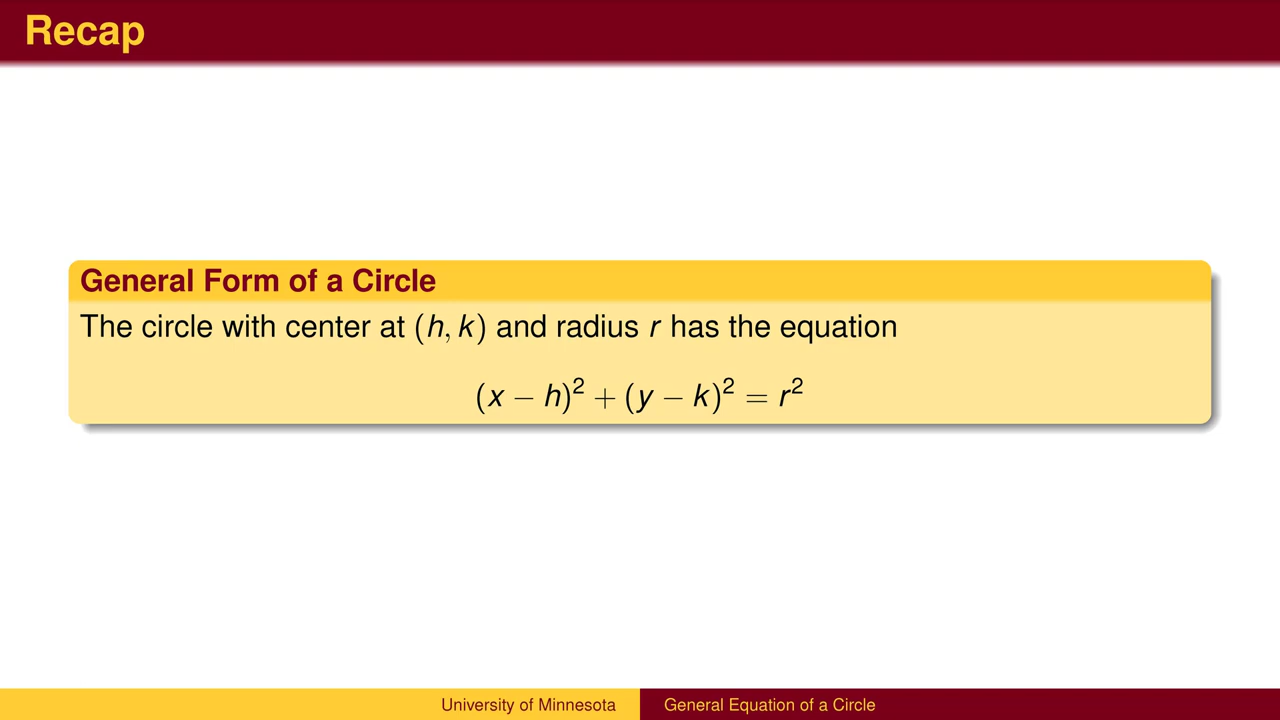 Recap
General Form of a Circle
The circle with center at (h, k) and radius r has the equation
(x − h)² + (y − k)² = r²
University of Minnesota
General Equation of a Circle